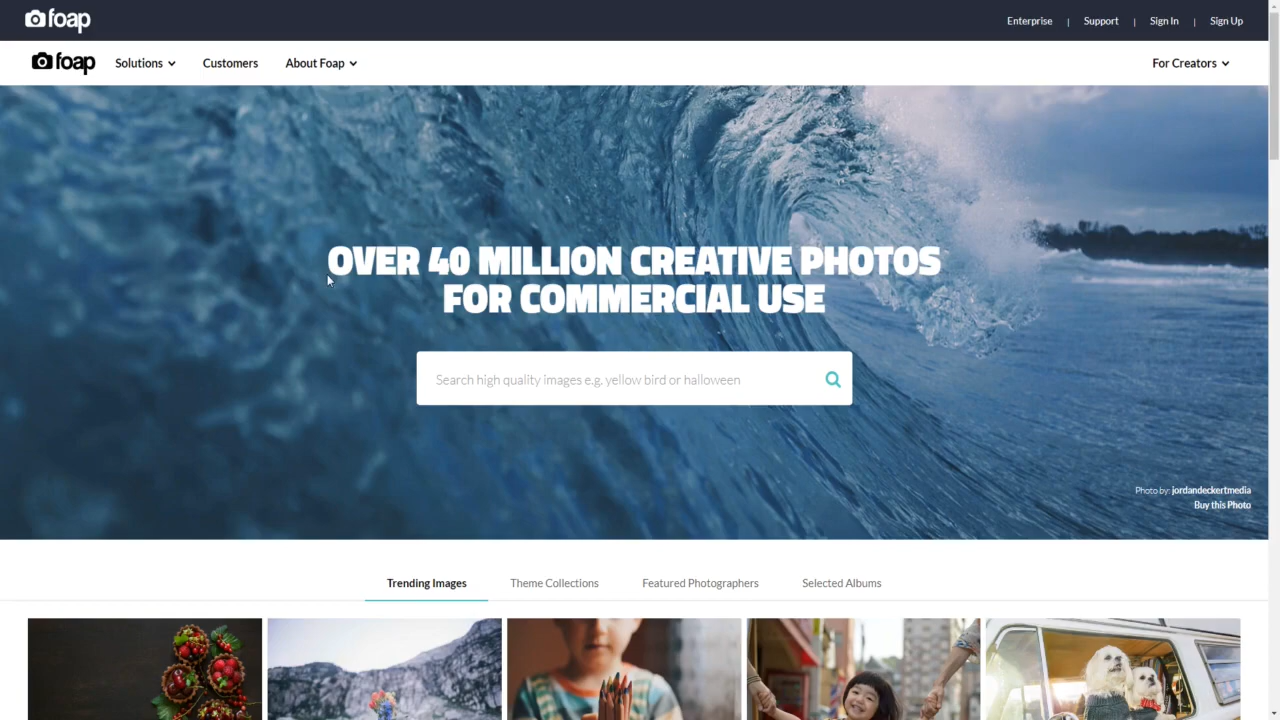 foap
Enterprise | Support | Sign In | Sign Up
foap Solutions Customers About Foap For Creators
OVER 40 MILLION CREATIVE PHOTOS
FOR COMMERCIAL USE
Search high quality images e.g. yellow bird or halloween
Photo by: jordandeckertmedia
Buy this Photo
Trending Images Theme Collections Featured Photographers Selected Albums